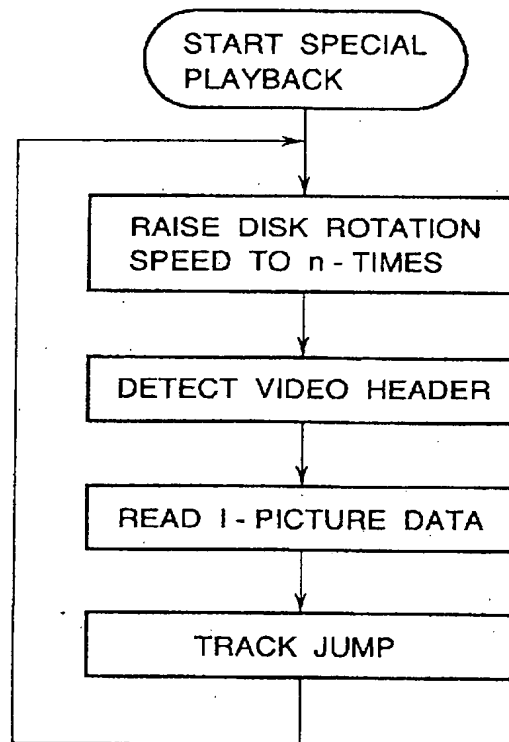 START SPECIAL
PLAYBACK
RAISE DISK ROTATION
SPEED TO n-TIMES
DETECT VIDEO HEADER
READ I-PICTURE DATA
TRACK JUMP